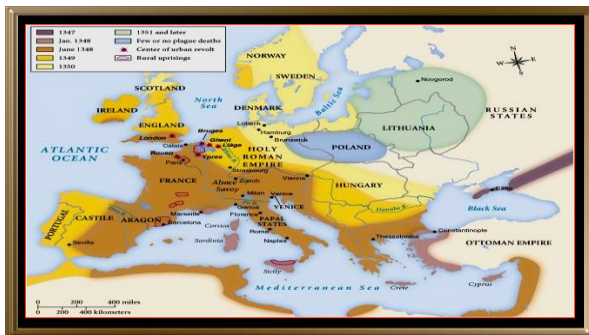 1347
Jan. 1348
June 1348
1349
1350
1351 and later
Few or no plague deaths
Center of urban revolt
Rural uprisings
NORWAY
SWEDEN
N
W
E
S
SCOTLAND
North
Sea
Baltic Sea
Novgorod
IRELAND
DENMARK
RUSSIAN
STATES
ENGLAND
London
Lübeck
Hamburg
Brunswick
LITHUANIA
Bruges
Ghent
Liège
Calais
Ypres
Rouen
Paris
HOLY
ROMAN
EMPIRE
POLAND
ATLANTIC
OCEAN
Strasbourg
FRANCE
Alsace
Savoy
Zurich
Vienna
HUNGARY
Milan
Verona
VENICE
Danube R.
Caffa
Black Sea
PORTUGAL
CASTILE
ARAGON
Marseille
Barcelona
Genoa
Florence
PAPAL
STATES
Corsica
Rome
Sardinia
Naples
Seville
Thessalonika
Constantinople
OTTOMAN EMPIRE
Sicily
Mediterranean Sea
Crete
Cyprus
0 200 400 miles
0 200 400 kilometers